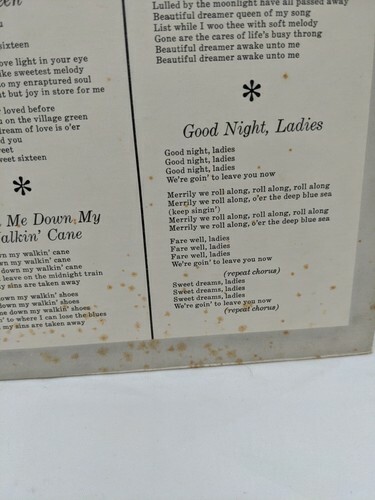 een
u
sixteen
ove light in your eye
ike sweetest melody
o my enraptured soul
t but joy in store for me
r loved before
u on the village green
dream of love is o'er
d you
reet
weet sixteen
*
Me Down My
alkin' Cane
wn my walkin' cane
wn my walkin' cane
down my walkin' cane
leave on the midnight train
my sins are taken away
down my walkin' shoes
down my walkin' shoes
e down my walkin' shoes
n' to where I can lose the blues
my sins are taken away
Lulled by the moonlight have all passed away
Beautiful dreamer queen of my song
List while I woo thee with soft melody
Gone are the cares of life's busy throng
Beautiful dreamer awake unto me
Beautiful dreamer awake unto me
*
Good Night, Ladies
Good night, ladies
Good night, ladies
Good night, ladies
We're goin' to leave you now
Merrily we roll along, roll along, roll along
Merrily we roll along, o'er the deep blue sea
(keep singin')
Merrily we roll along, roll along, roll along
Merrily we roll along, o'er the deep blue sea
Fare well, ladies
Fare well, ladies
Fare well, ladies
We're goin' to leave you now
(repeat chorus)
Sweet dreams, ladies
Sweet dreams, ladies
Sweet dreams, ladies
We're goin' to leave you now
(repeat chorus)